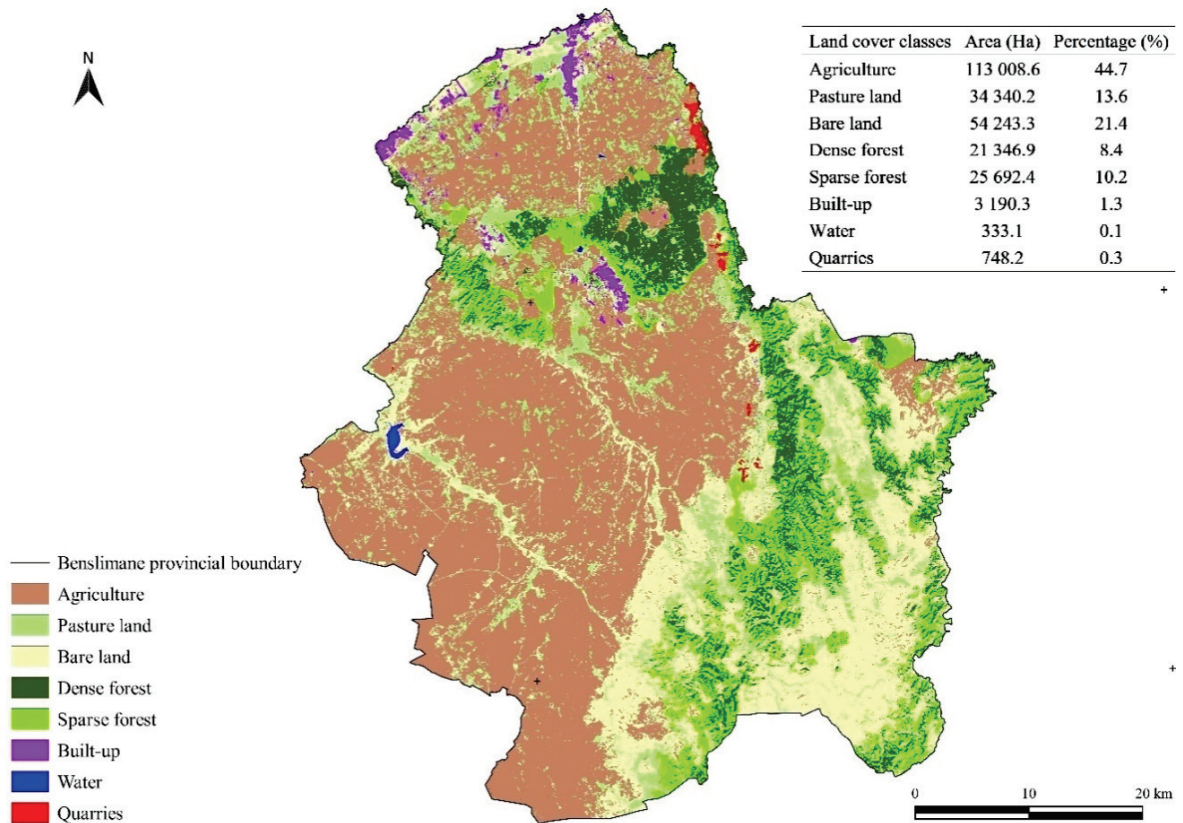 N
Land cover classes Area (Ha) Percentage (%)
Agriculture 113 008.6 44.7
Pasture land 34 340.2 13.6
Bare land 54 243.3 21.4
Dense forest 21 346.9 8.4
Sparse forest 25 692.4 10.2
Built-up 3 190.3 1.3
Water 333.1 0.1
Quarries 748.2 0.3
Benslimane provincial boundary
Agriculture
Pasture land
Bare land
Dense forest
Sparse forest
Built-up
Water
Quarries
0 10 20 km